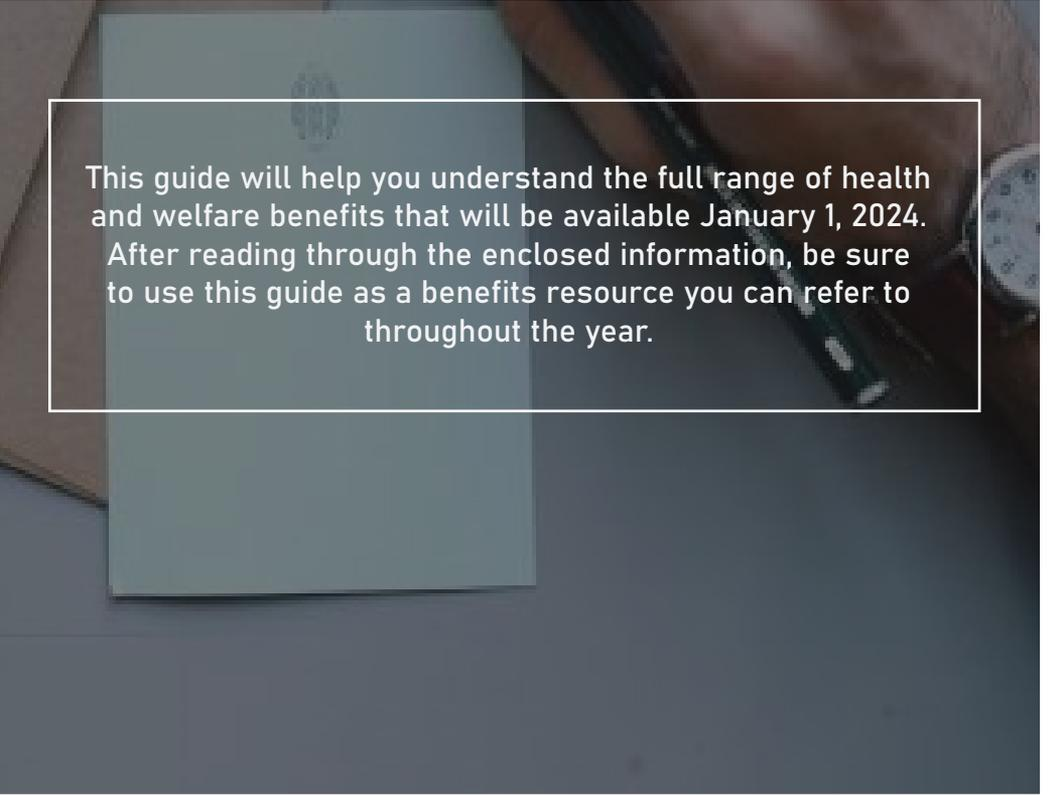 This guide will help you understand the full range of health
and welfare benefits that will be available January 1, 2024.
After reading through the enclosed information, be sure
to use this guide as a benefits resource you can refer to
throughout the year.